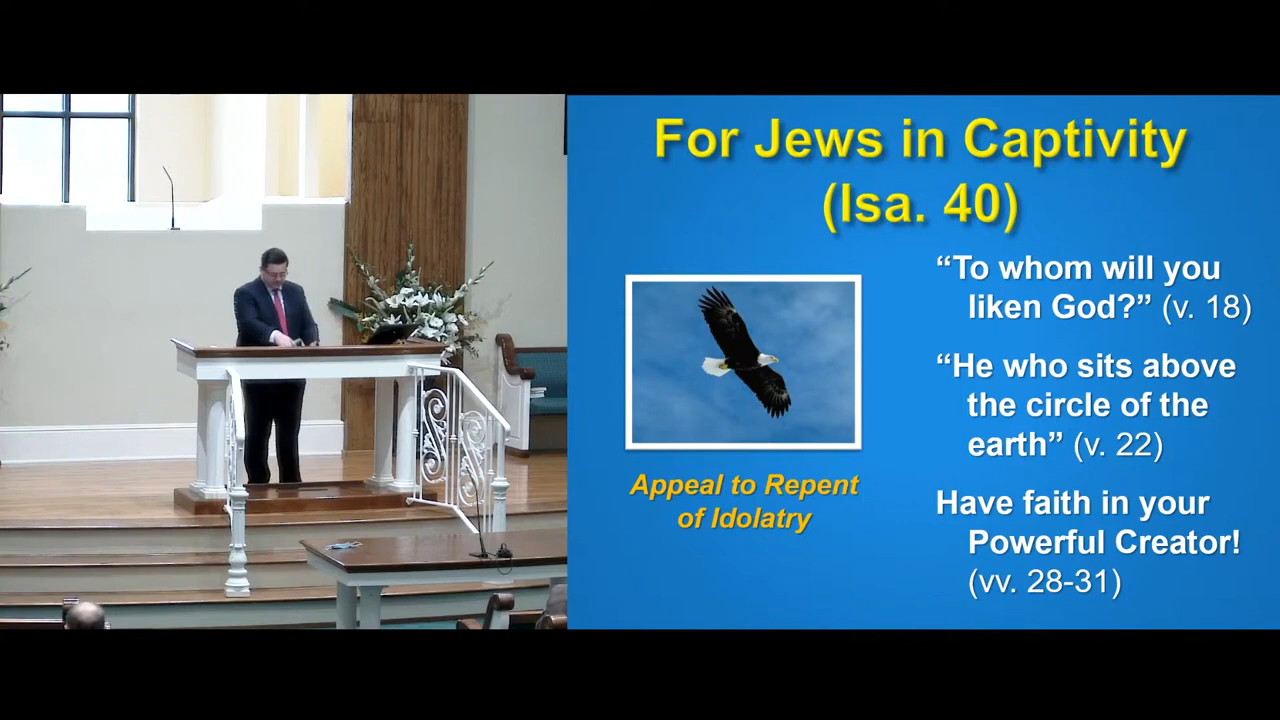 For Jews in Captivity
(Isa. 40)
“To whom will you
liken God?” (v. 18)
“He who sits above
the circle of the
earth” (v. 22)
Have faith in your
Powerful Creator!
(vv. 28-31)
Appeal to Repent
of Idolatry